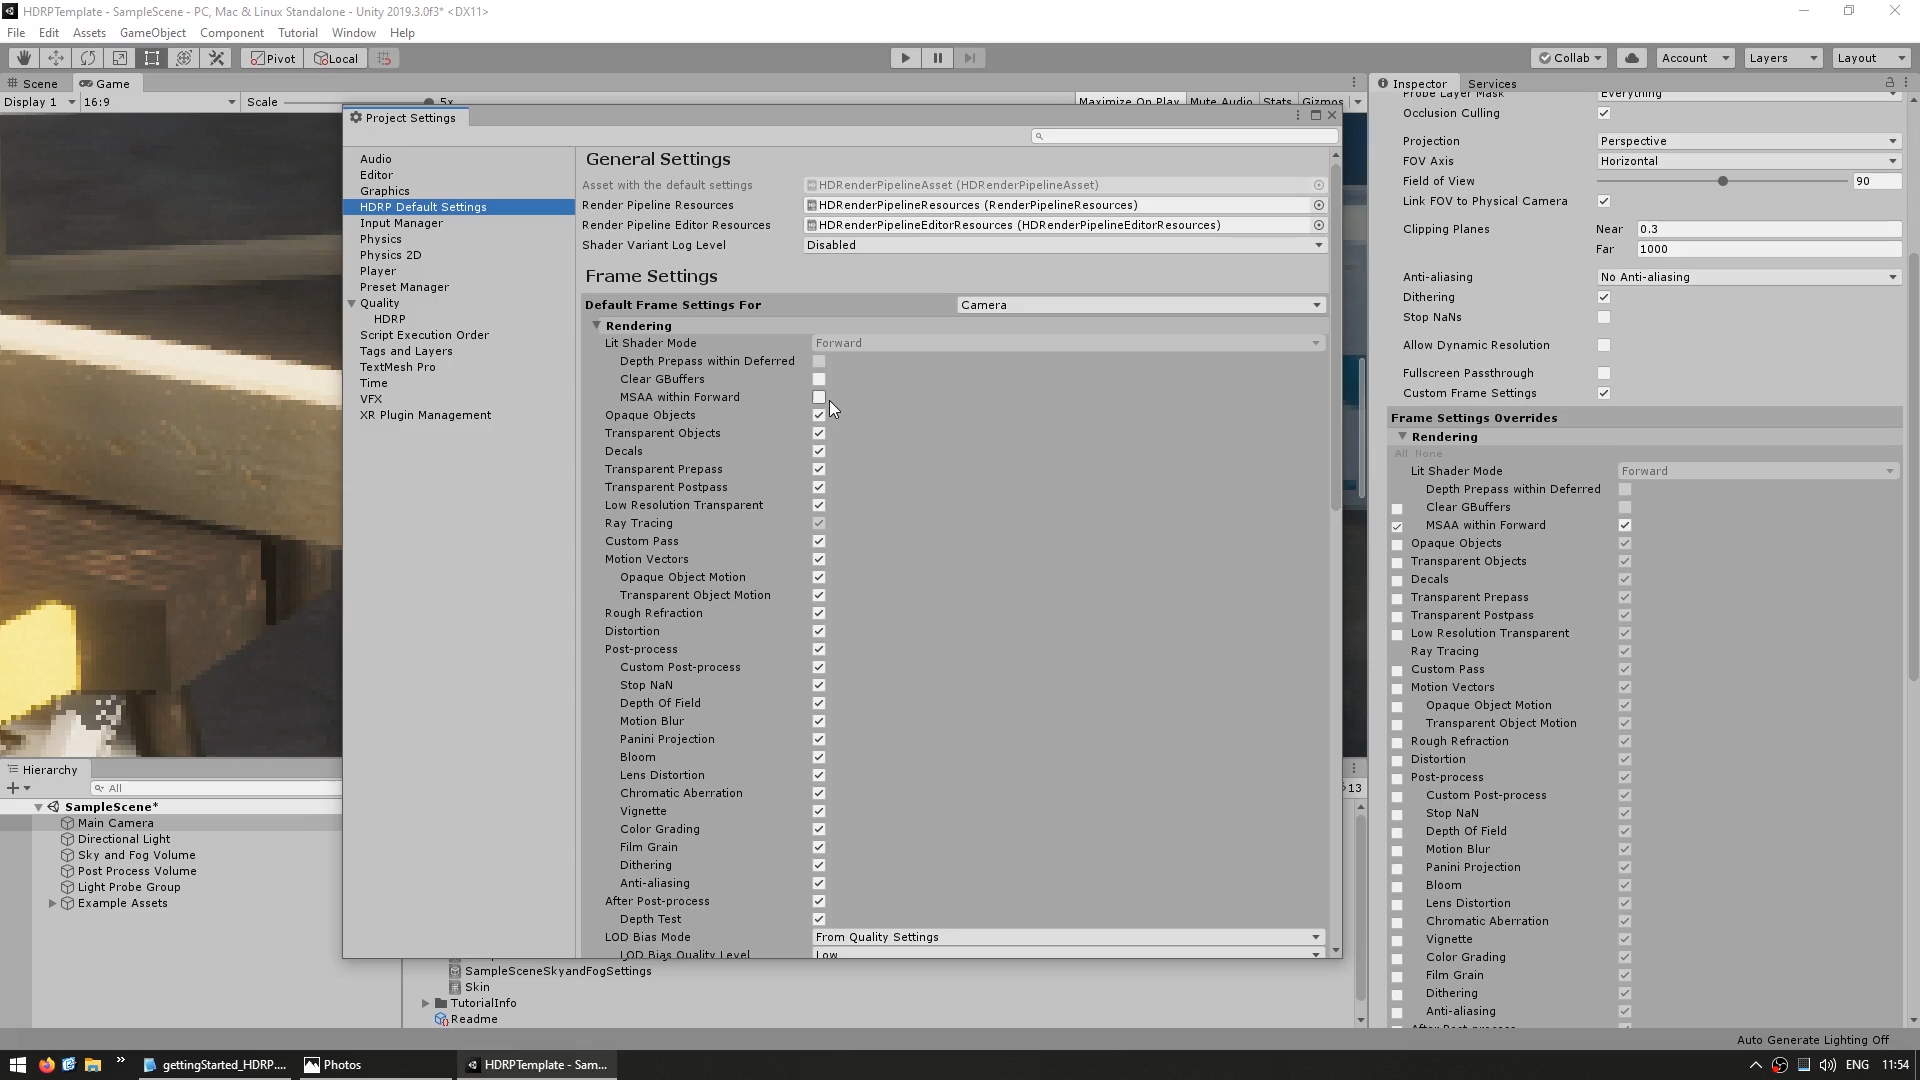 HDRPTemplate - SampleScene - PC, Mac & Linux Standalone - Unity 2019.3.0f3* <DX11>
File Edit Assets GameObject Component Tutorial Window Help
Pivot Local Collab Account Layers Layout
Scene Game
Display 1 16:9 Scale 5x Maximize On Play Mute Audio Stats Gizmos
Project Settings
Audio
Editor
Graphics
HDRP Default Settings
Input Manager
Physics
Physics 2D
Player
Preset Manager
Quality
HDRP
Script Execution Order
Tags and Layers
TextMesh Pro
Time
VFX
XR Plugin Management
General Settings
Asset with the default settings HDRenderPipelineAsset (HDRenderPipelineAsset)
Render Pipeline Resources HDRenderPipelineResources (RenderPipelineResources)
Render Pipeline Editor Resources HDRenderPipelineEditorResources (HDRenderPipelineEditorResources)
Shader Variant Log Level Disabled
Frame Settings
Default Frame Settings For Camera
Rendering
Lit Shader Mode Forward
Depth Prepass within Deferred
Clear GBuffers
MSAA within Forward
Opaque Objects
Transparent Objects
Decals
Transparent Prepass
Transparent Postpass
Low Resolution Transparent
Ray Tracing
Custom Pass
Motion Vectors
Opaque Object Motion
Transparent Object Motion
Rough Refraction
Distortion
Post-process
Custom Post-process
Stop NaN
Depth Of Field
Motion Blur
Panini Projection
Bloom
Lens Distortion
Chromatic Aberration
Vignette
Color Grading
Film Grain
Dithering
Anti-aliasing
After Post-process
Depth Test
LOD Bias Mode From Quality Settings
LOD Bias Quality Level Low
Inspector Services
Probe Layer Mask Everything
Occlusion Culling
Projection Perspective
FOV Axis Horizontal
Field of View 90
Link FOV to Physical Camera
Clipping Planes Near 0.3
Far 1000
Anti-aliasing No Anti-aliasing
Dithering
Stop NaNs
Allow Dynamic Resolution
Fullscreen Passthrough
Custom Frame Settings
Frame Settings Overrides
Rendering
All None
Lit Shader Mode Forward
Depth Prepass within Deferred
Clear GBuffers
MSAA within Forward
Opaque Objects
Transparent Objects
Decals
Transparent Prepass
Transparent Postpass
Low Resolution Transparent
Ray Tracing
Custom Pass
Motion Vectors
Opaque Object Motion
Transparent Object Motion
Rough Refraction
Distortion
Post-process
Custom Post-process
Stop NaN
Depth Of Field
Motion Blur
Panini Projection
Bloom
Lens Distortion
Chromatic Aberration
Vignette
Color Grading
Film Grain
Dithering
Anti-aliasing
Hierarchy
All
SampleScene*
Main Camera
Directional Light
Sky and Fog Volume
Post Process Volume
Light Probe Group
Example Assets
13
SampleSceneSkyandFogSettings
Skin
TutorialInfo
Readme
Auto Generate Lighting Off
gettingStarted_HDRP.... Photos HDRPTemplate - Sam... ENG 11:54